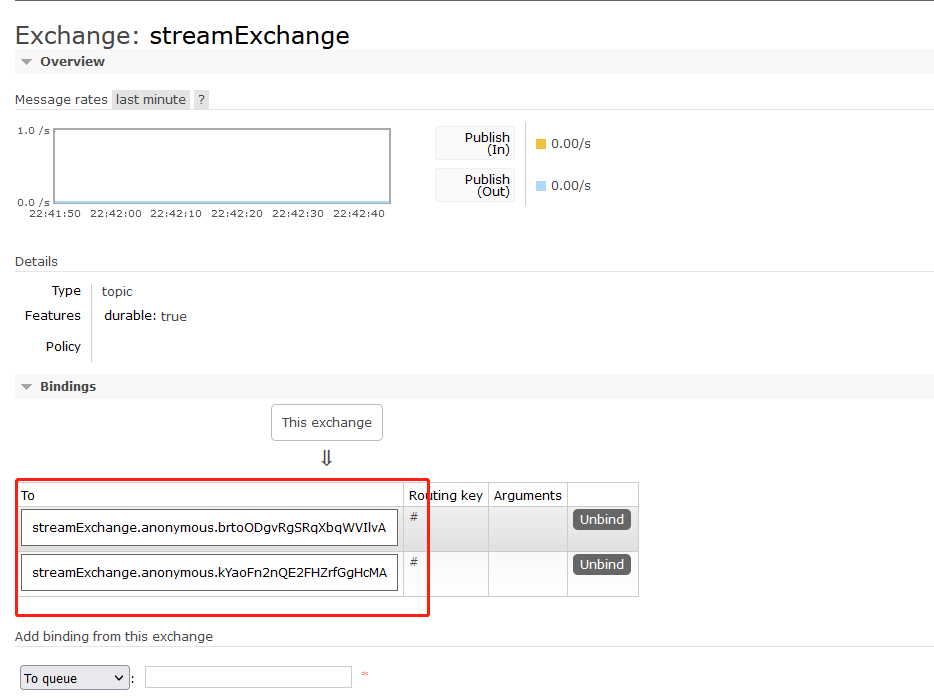 Exchange: streamExchange
Overview
Message rates last minute ?
1.0 /s
0.0 /s
22:41:50 22:42:00 22:42:10 22:42:20 22:42:30 22:42:40
Publish
(In)
0.00/s
Publish
(Out)
0.00/s
Details
Type topic
Features durable: true
Policy
Bindings
This exchange
⇓
To Routing key Arguments
streamExchange.anonymous.brtoODgvRgSRqXbqWVIlvA # Unbind
streamExchange.anonymous.kYaoFn2nQE2FHZrfGgHcMA # Unbind
Add binding from this exchange
To queue : *